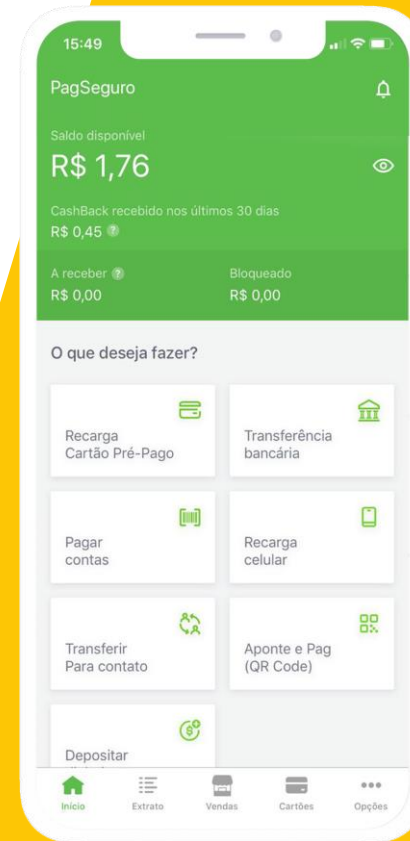 15:49
PagSeguro
Saldo disponível
R$ 1,76
CashBack recebido nos últimos 30 dias
R$ 0,45 ?
A receber ?
Bloqueado
R$ 0,00
R$ 0,00
O que deseja fazer?
Recarga
Cartão Pré-Pago
Transferência
bancária
Pagar
contas
Recarga
celular
Transferir
Para contato
Aponte e Pag
(QR Code)
Depositar
Início
Extrato
Vendas
Cartões
Opções